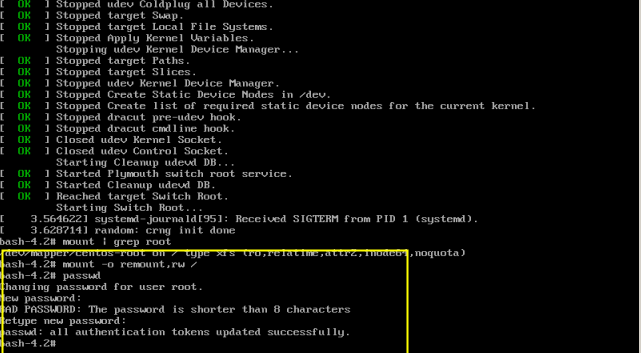 [  OK  ] Stopped udev Coldplug all Devices.
[  OK  ] Stopped target Swap.
[  OK  ] Stopped target Local File Systems.
[  OK  ] Stopped Apply Kernel Variables.
Stopping udev Kernel Device Manager...
[  OK  ] Stopped target Paths.
[  OK  ] Stopped target Slices.
[  OK  ] Stopped udev Kernel Device Manager.
[  OK  ] Stopped Create Static Device Nodes in /dev.
[  OK  ] Stopped Create list of required static device nodes for the current kernel.
[  OK  ] Stopped dracut pre-udev hook.
[  OK  ] Stopped dracut cmdline hook.
[  OK  ] Closed udev Kernel Socket.
[  OK  ] Closed udev Control Socket.
Starting Cleanup udevd DB...
[  OK  ] Started Plymouth switch root service.
[  OK  ] Started Cleanup udevd DB.
[  OK  ] Reached target Switch Root.
Starting Switch Root...
[    3.564622] systemd-journald[95]: Received SIGTERM from PID 1 (systemd).
[    3.628714] random: crng init done
bash-4.2# mount | grep root
/dev/mapper/centos-root on / type xfs (ro,relatime,attr2,inode64,noquota)
bash-4.2# mount -o remount,rw /
bash-4.2# passwd
Changing password for user root.
New password:
BAD PASSWORD: The password is shorter than 8 characters
Retype new password:
passwd: all authentication tokens updated successfully.
bash-4.2#